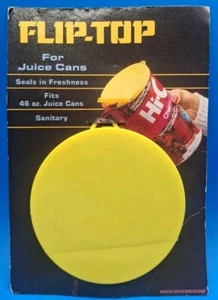 FLIP-TOP
For
Juice Cans
Seals in Freshness
Fits
46 oz. Juice Cans
Sanitary
Hi-C